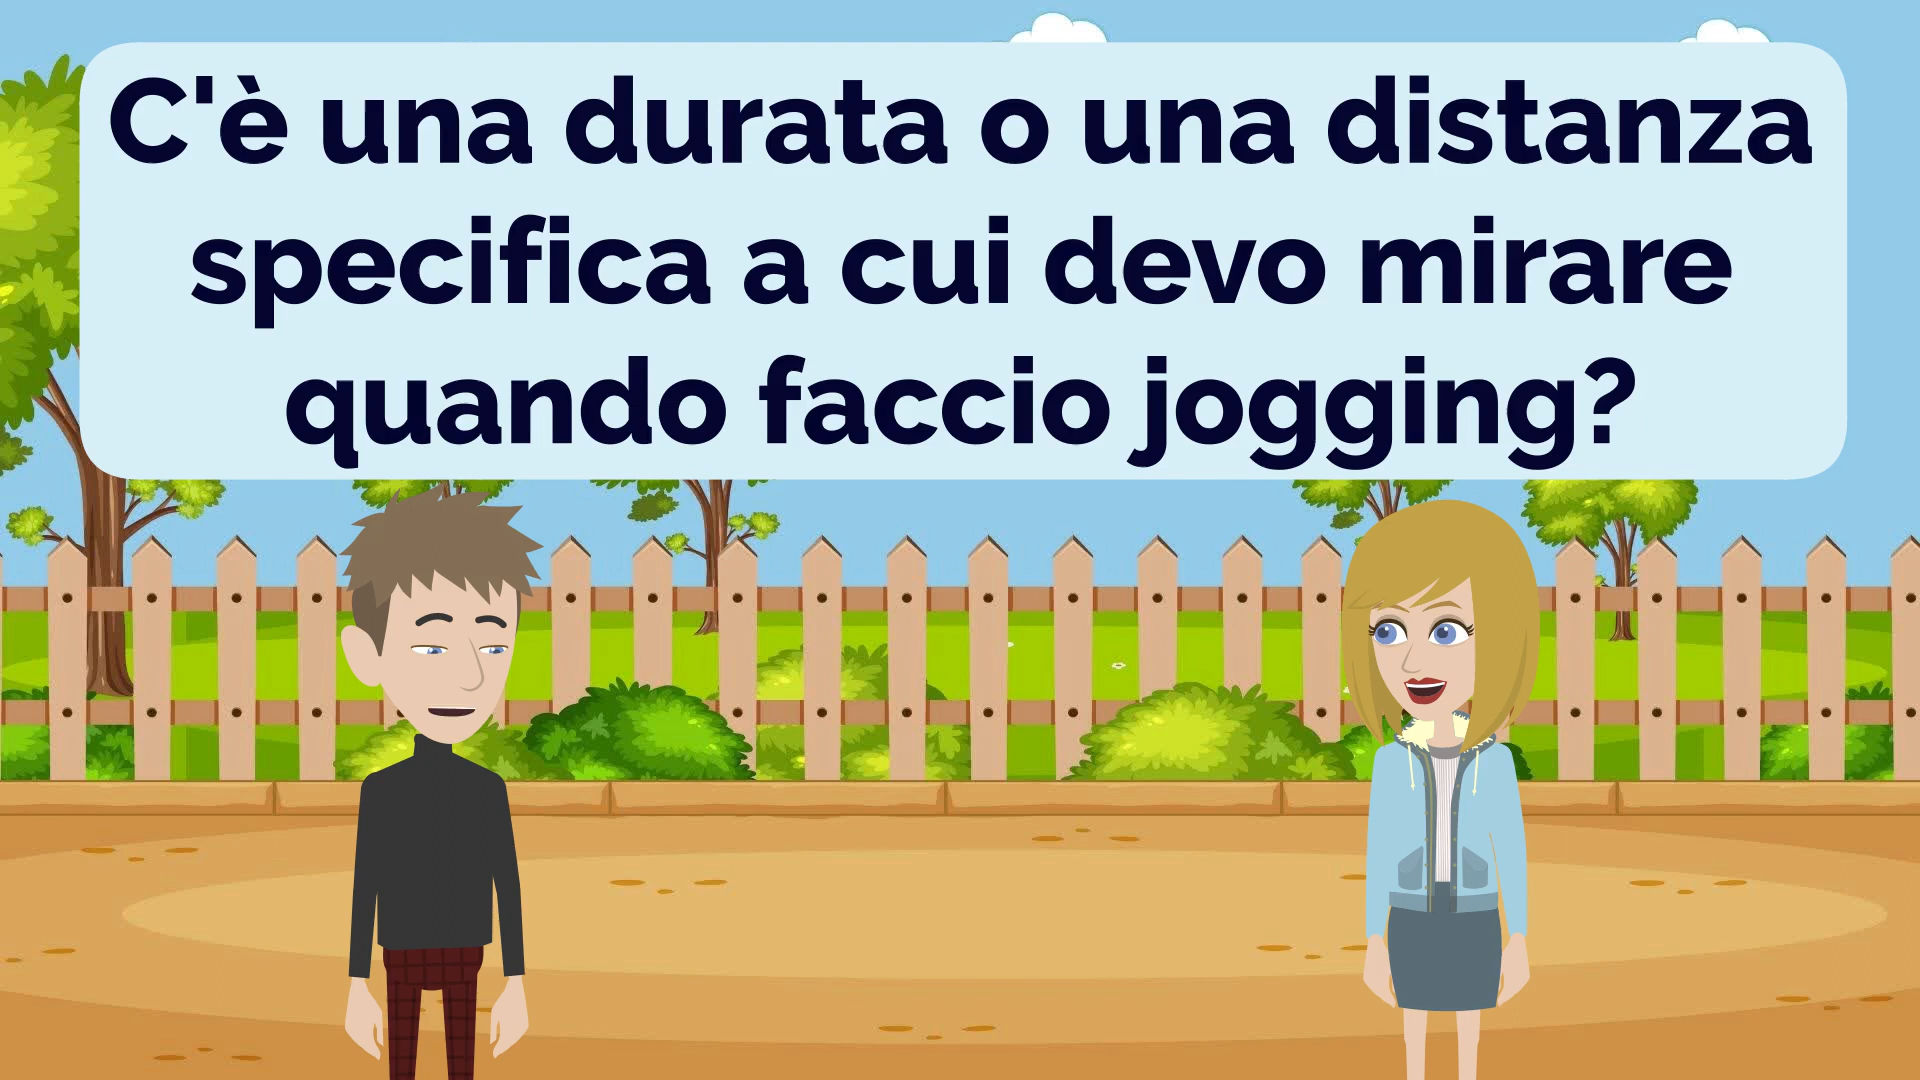 C'è una durata o una distanza
specifica a cui devo mirare
quando faccio jogging?